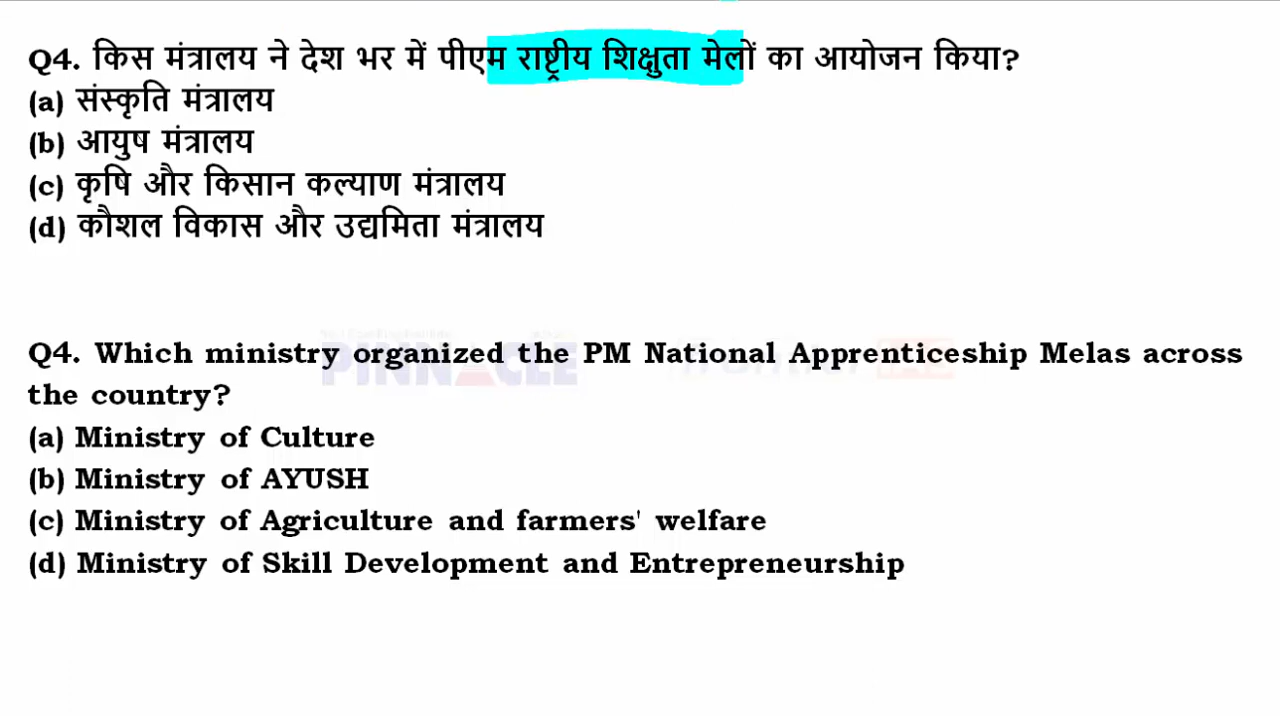 Q4. किस मंत्रालय ने देश भर में पीएम राष्ट्रीय शिक्षुता मेलों का आयोजन किया?
(a) संस्कृति मंत्रालय
(b) आयुष मंत्रालय
(c) कृषि और किसान कल्याण मंत्रालय
(d) कौशल विकास और उद्यमिता मंत्रालय
Q4. Which ministry organized the PM National Apprenticeship Melas across
the country?
PINNACLE
(a) Ministry of Culture
(b) Ministry of AYUSH
(c) Ministry of Agriculture and farmers' welfare
(d) Ministry of Skill Development and Entrepreneurship